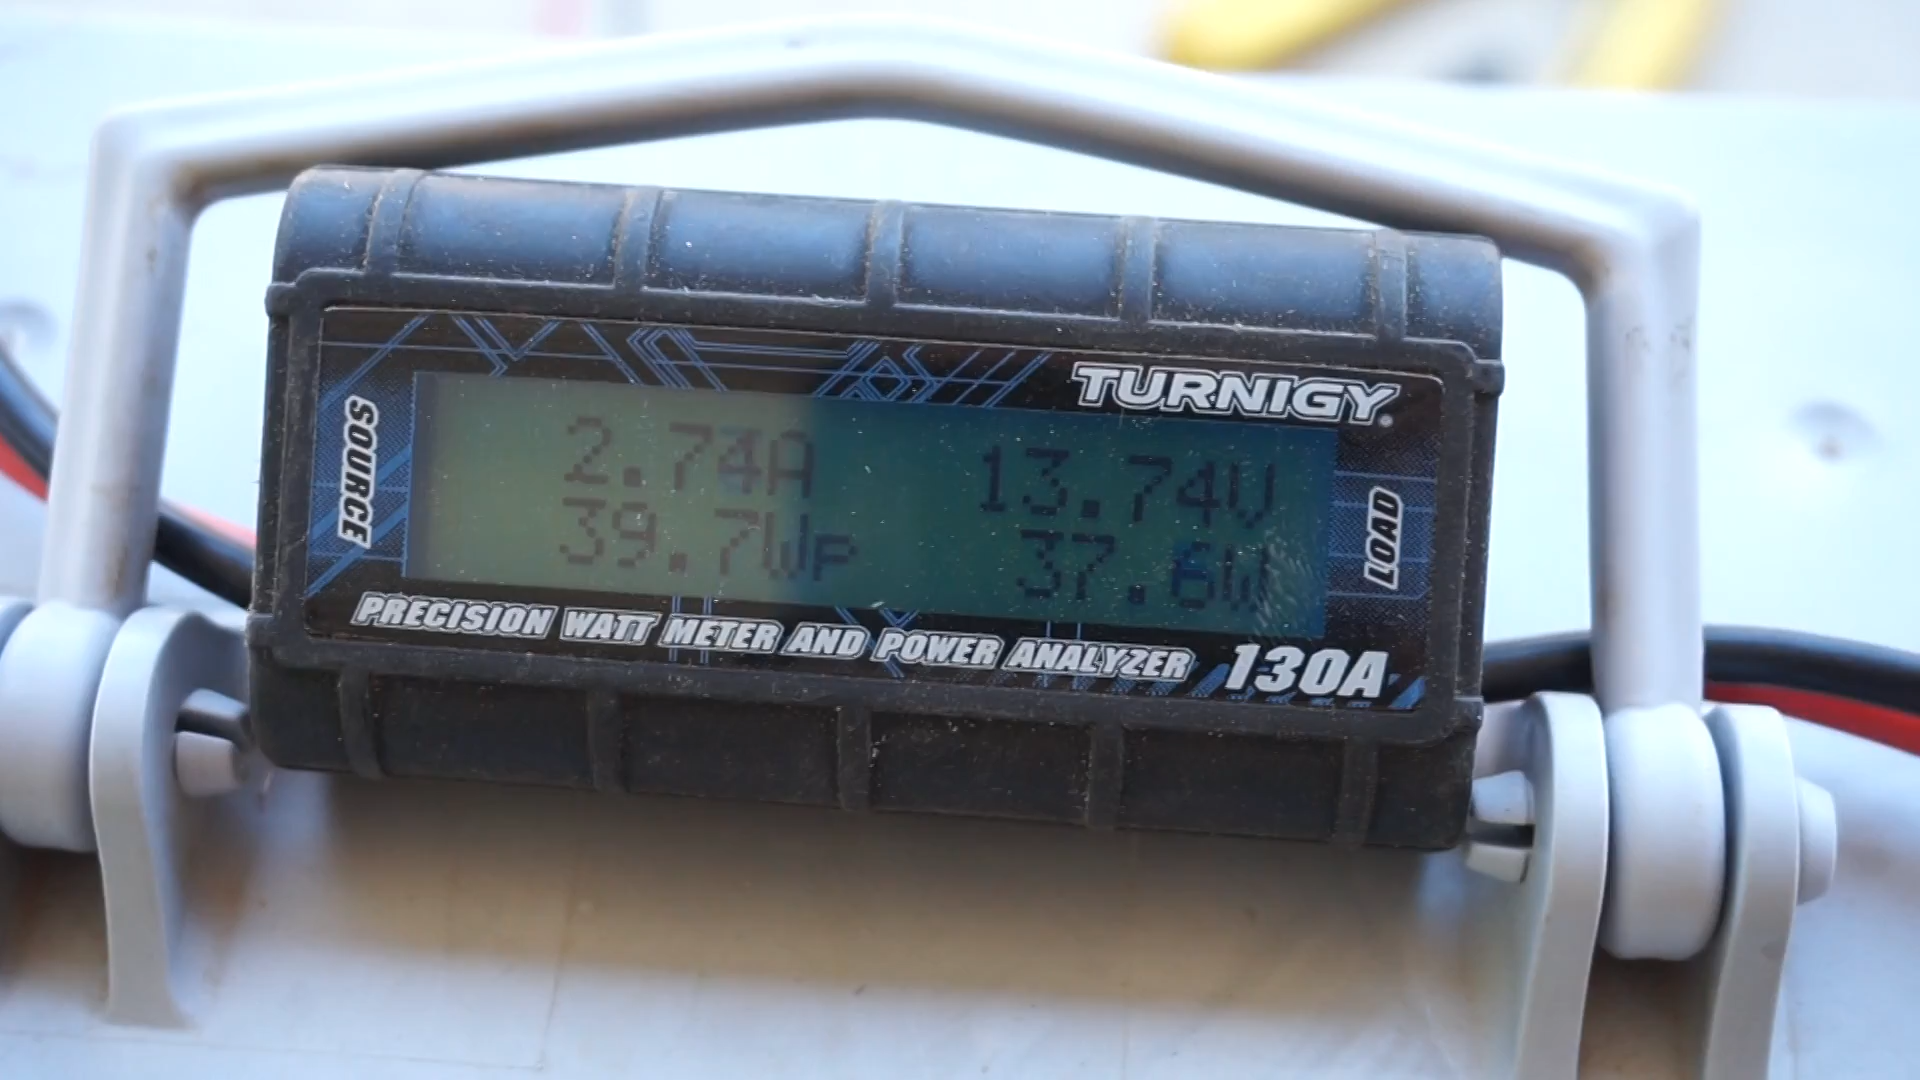 TURNIGY
SOURCE
2.74A 13.74V
39.7Wp 37.6W
LOAD
PRECISION WATT METER AND POWER ANALYZER 130A